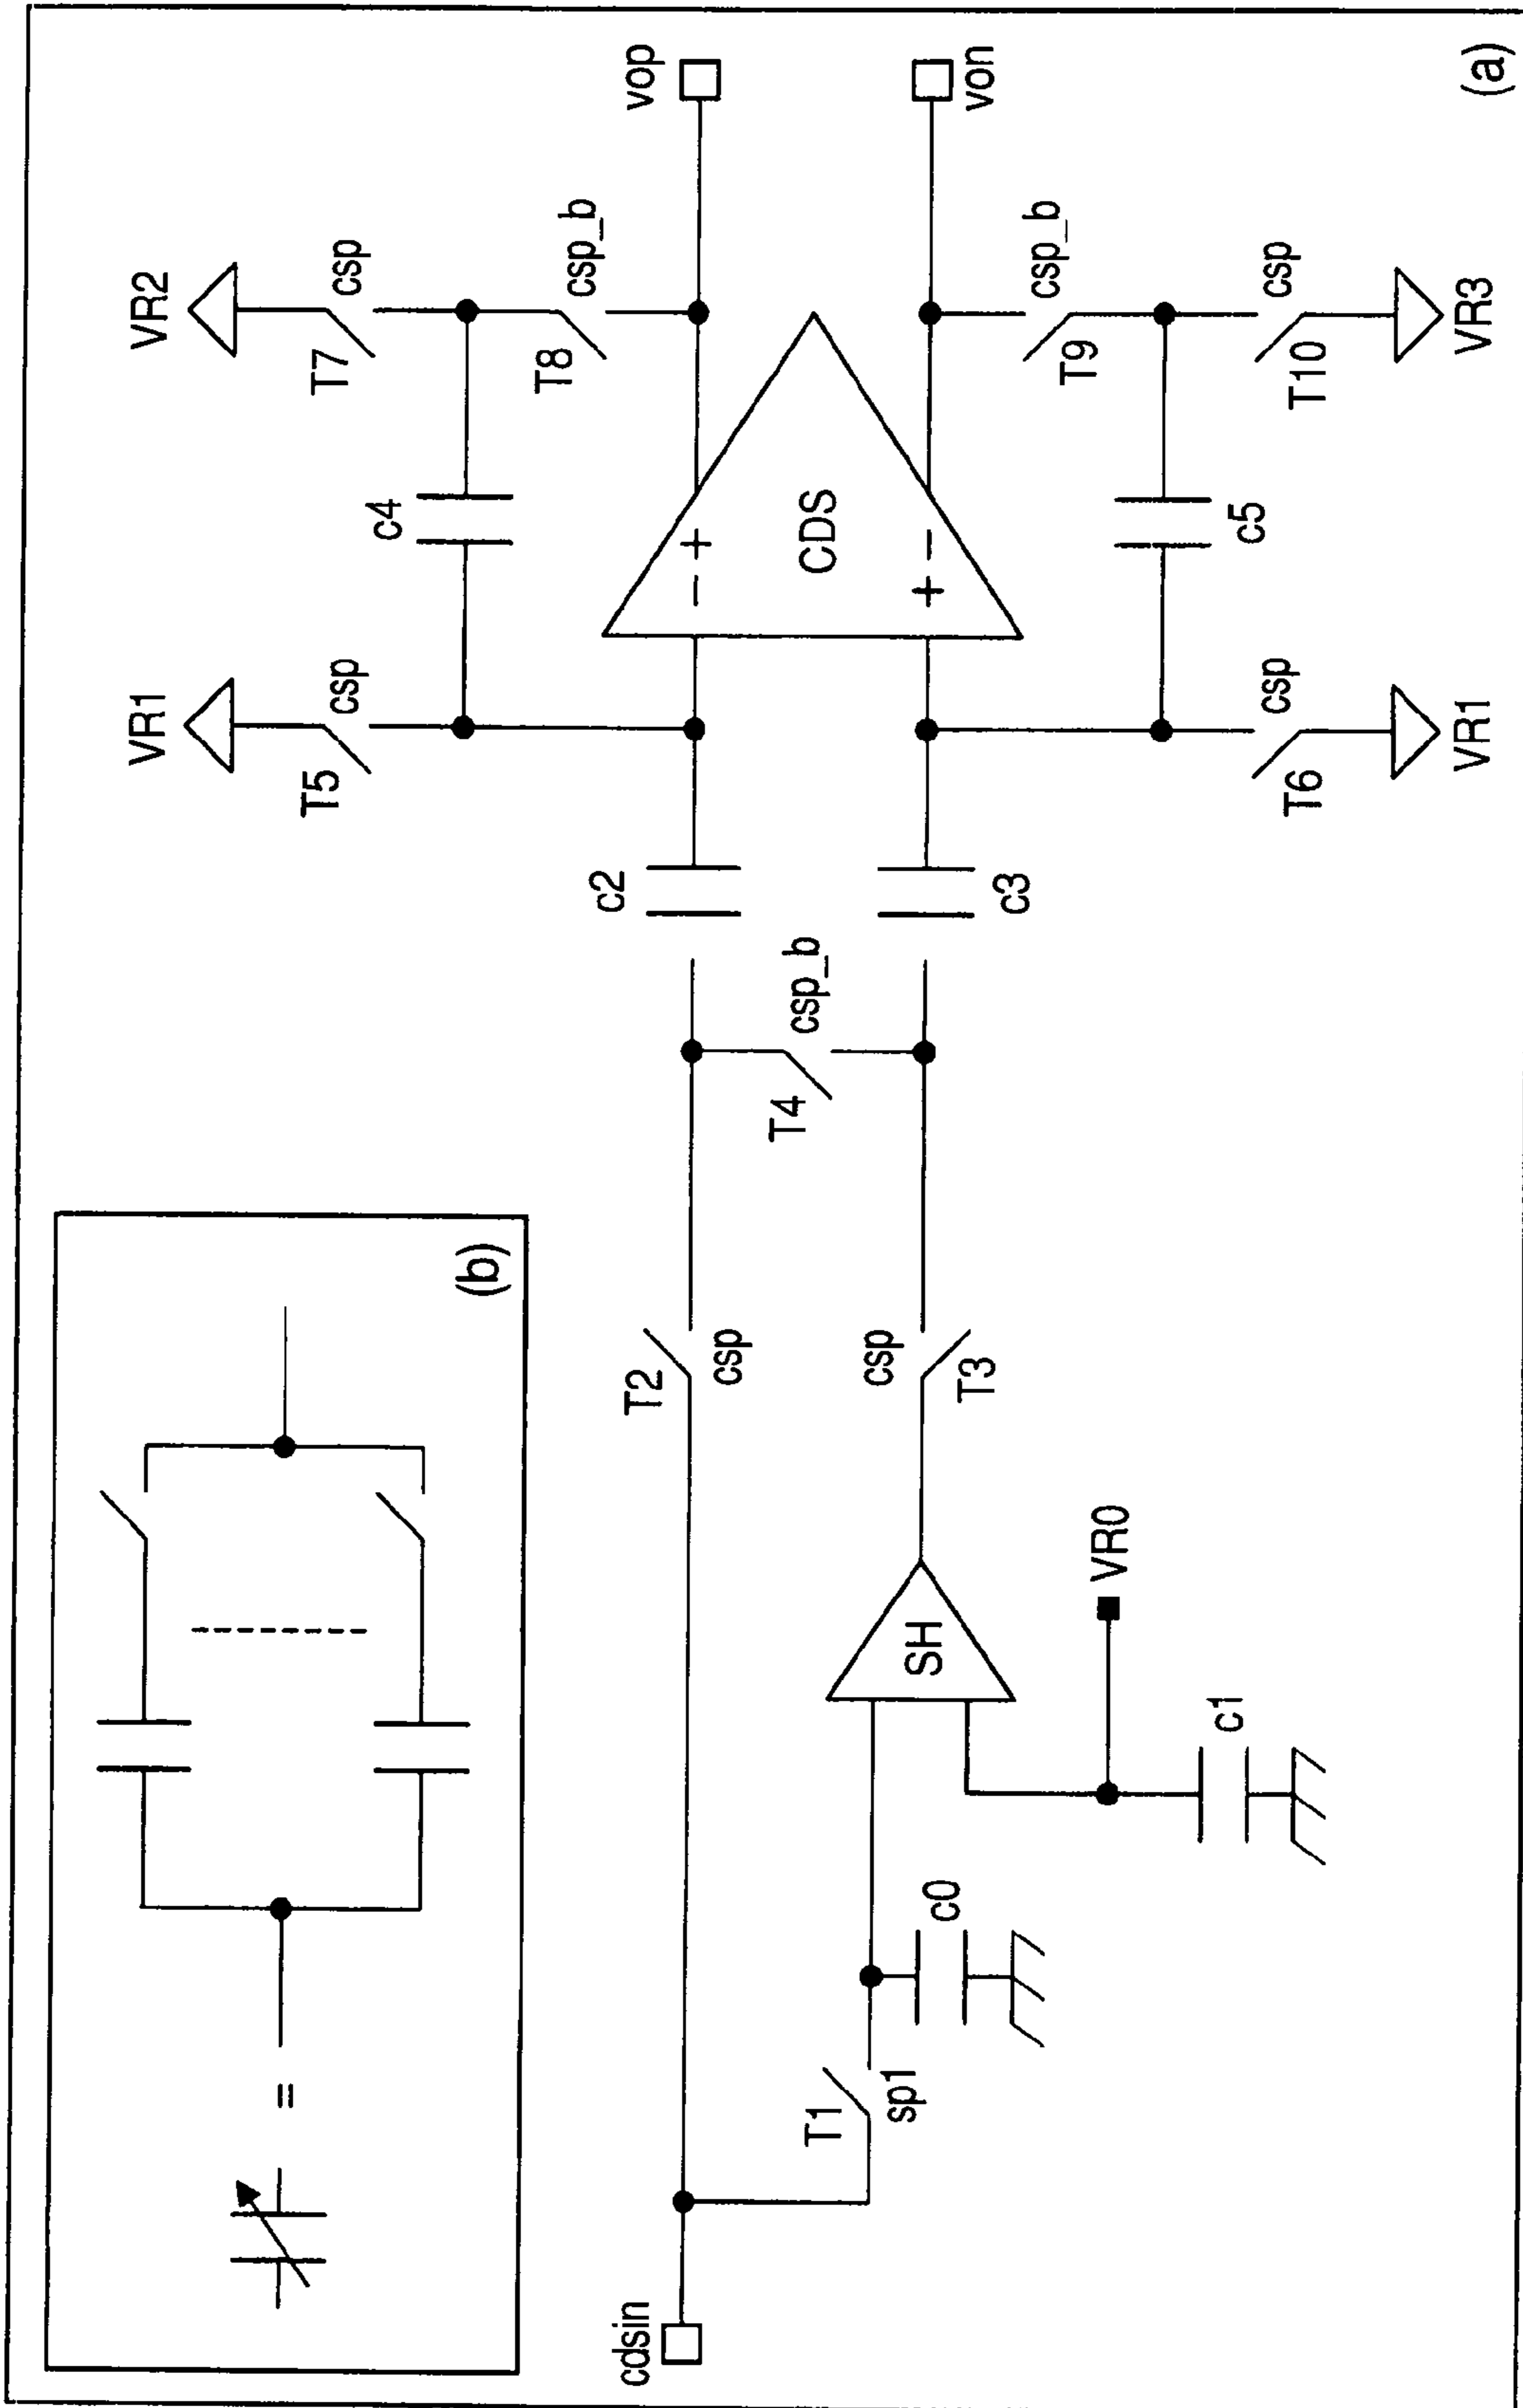 (b)
=
VR1
VR2
T5
csp
T7
csp
c4
T8
csp_b
vop
cdsin
T2
csp
c2
- +
CDS
+ -
T4
csp_b
T1
sp1
c0
SH
csp
T3
c3
von
VR0
c1
T9
csp_b
c5
T6
csp
T10
csp
VR1
VR3
(a)